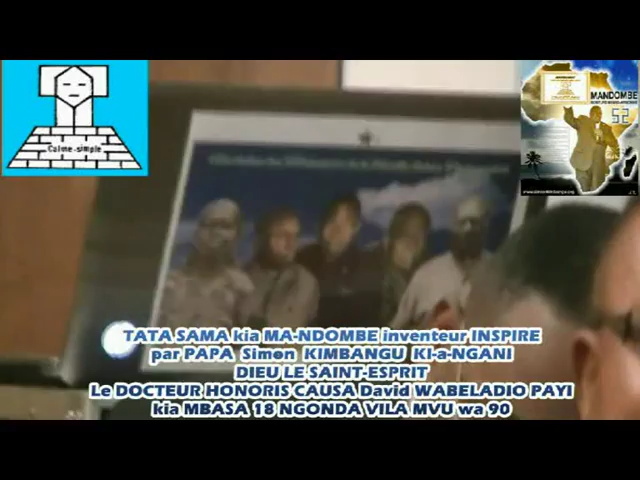 Calme-simple
MANDOMBE
TATA SAMA kia MA-NDOMBE inventeur INSPIRE
par PAPA Simon KIMBANGU KI-a-NGANI
DIEU LE SAINT-ESPRIT
Le DOCTEUR HONORIS CAUSA David WABELADIO PAYI
kia MBASA 18 NGONDA VILA MVU wa 90